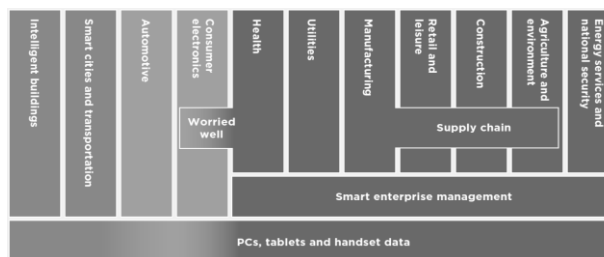 Intelligent buildings
Smart cities and transportation
Automotive
Consumer
electronics
Health
Utilities
Manufacturing
Retail and
leisure
Construction
Agriculture and
environment
Energy services and
national security
Worried
well
Supply chain
Smart enterprise management
PCs, tablets and handset data